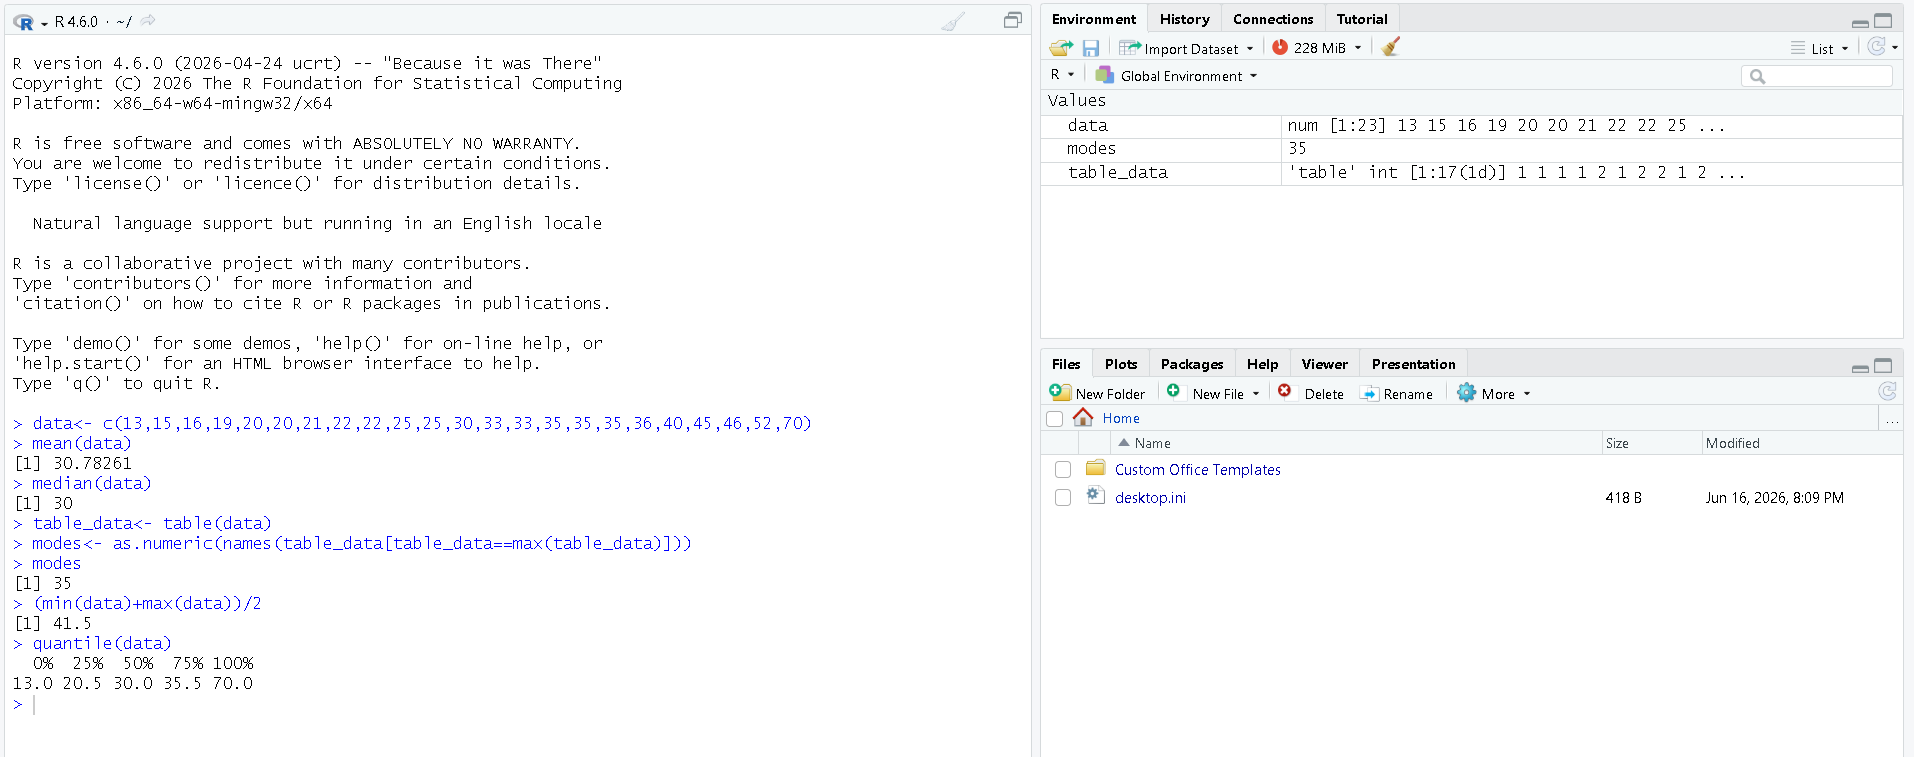 R 4.6.0 · ~/
R version 4.6.0 (2026-04-24 ucrt) -- "Because it was There"
Copyright (C) 2026 The R Foundation for Statistical Computing
Platform: x86_64-w64-mingw32/x64
R is free software and comes with ABSOLUTELY NO WARRANTY.
You are welcome to redistribute it under certain conditions.
Type 'license()' or 'licence()' for distribution details.
Natural language support but running in an English locale
R is a collaborative project with many contributors.
Type 'contributors()' for more information and
'citation()' on how to cite R or R packages in publications.
Type 'demo()' for some demos, 'help()' for on-line help, or
'help.start()' for an HTML browser interface to help.
Type 'q()' to quit R.
> data<- c(13,15,16,19,20,20,21,22,22,25,25,30,33,33,35,35,35,36,40,45,46,52,70)
> mean(data)
[1] 30.78261
> median(data)
[1] 30
> table_data<- table(data)
> modes<- as.numeric(names(table_data[table_data==max(table_data)]))
> modes
[1] 35
> (min(data)+max(data))/2
[1] 41.5
> quantile(data)
0% 25% 50% 75% 100%
13.0 20.5 30.0 35.5 70.0
>
Environment History Connections Tutorial
Import Dataset 228 MiB List
R Global Environment
Values
data num [1:23] 13 15 16 19 20 20 21 22 22 25 ...
modes 35
table_data 'table' int [1:17(1d)] 1 1 1 1 2 1 2 2 1 2 ...
Files Plots Packages Help Viewer Presentation
New Folder New File Delete Rename More
Home ...
Name Size Modified
Custom Office Templates
desktop.ini 418 B Jun 16, 2026, 8:09 PM